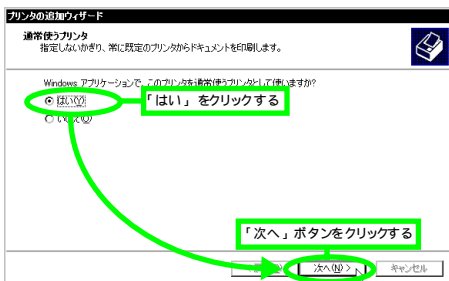 プリンタの追加ウィザード
通常使うプリンタ
指定しないかぎり、常に既定のプリンタからドキュメントを印刷します。
Windows アプリケーションで、このプリンタを通常使うプリンタとして使いますか?
はい(Y)
「はい」をクリックする
「次へ」ボタンをクリックする
次へ(N) >
キャンセル